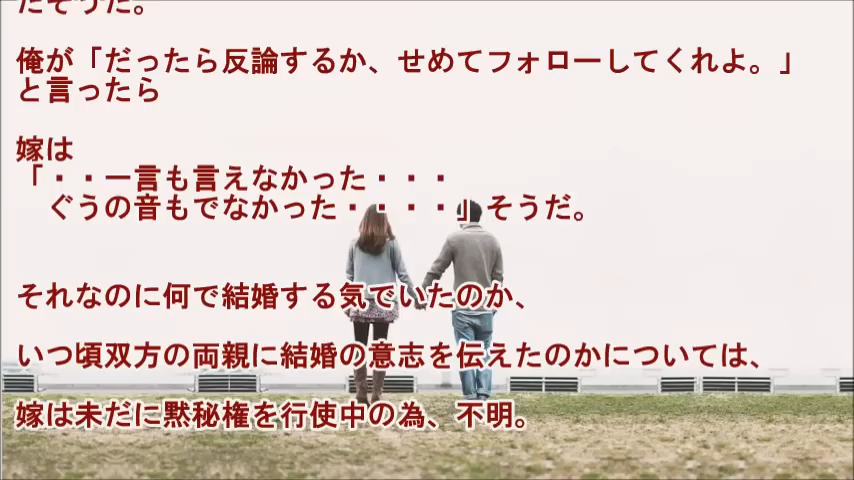 たそうだ。
俺が「だったら反論するか、せめてフォローしてくれよ。」
と言ったら
嫁は
「・・一言も言えなかった・・・
ぐうの音もでなかった・・・・」そうだ。
それなのに何で結婚する気でいたのか、
いつ頃双方の両親に結婚の意志を伝えたのかについては、
嫁は未だに黙秘権を行使中の為、不明。